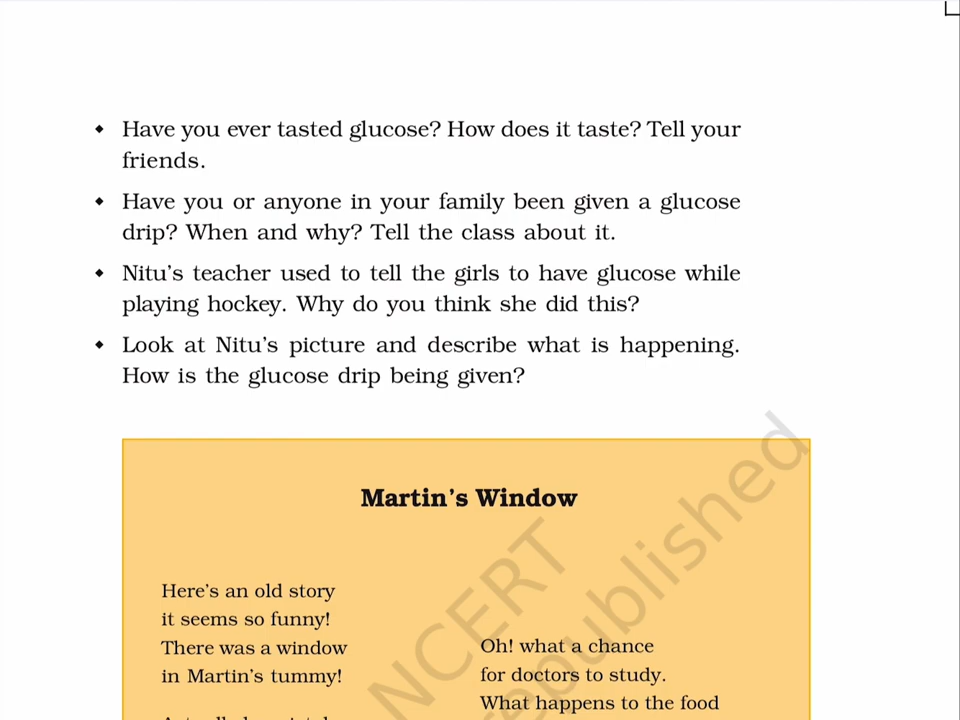 ◆ Have you ever tasted glucose? How does it taste? Tell your
friends.
◆ Have you or anyone in your family been given a glucose
drip? When and why? Tell the class about it.
◆ Nitu’s teacher used to tell the girls to have glucose while
playing hockey. Why do you think she did this?
◆ Look at Nitu’s picture and describe what is happening.
How is the glucose drip being given?
Martin’s Window
Here’s an old story
it seems so funny!
There was a window
in Martin’s tummy!
Oh! what a chance
for doctors to study.
What happens to the food
NCERT
republished